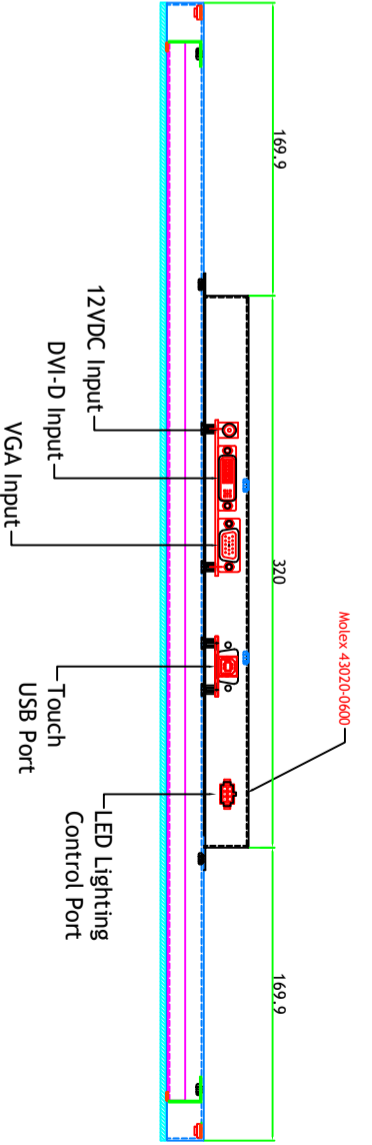 169.9
320
169.9
Molex 43020-0600
12VDC Input
DVI-D Input
VGA Input
Touch
USB Port
LED Lighting
Control Port